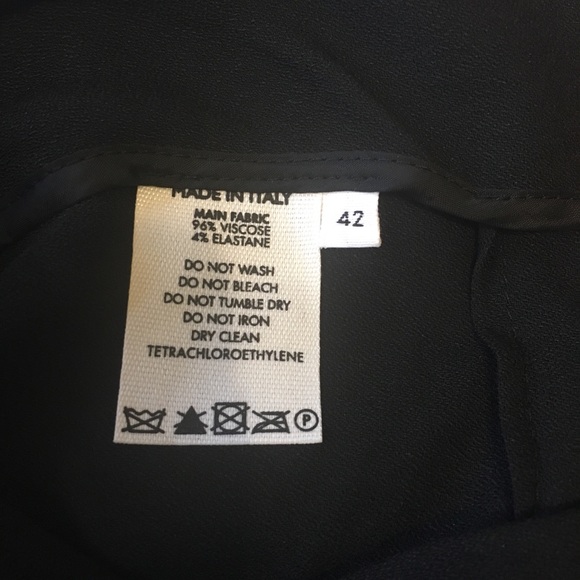 MADE IN ITALY
MAIN FABRIC
96% VISCOSE
4% ELASTANE
42
DO NOT WASH
DO NOT BLEACH
DO NOT TUMBLE DRY
DO NOT IRON
DRY CLEAN
TETRACHLOROETHYLENE
P